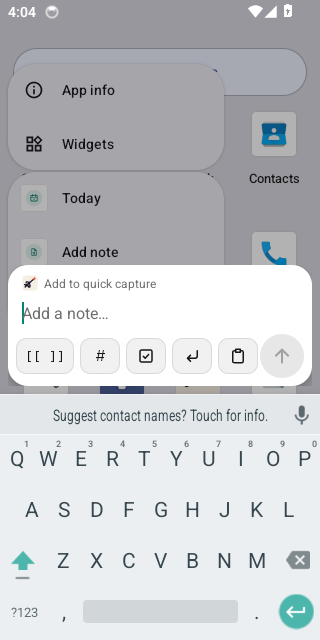 4:04
App info
Widgets
Contacts
Today
Add note
Add to quick capture
Add a note…
[[ ]]
#
Suggest contact names? Touch for info.
1 2 3 4 5 6 7 8 9 0
Q W E R T Y U I O P
A S D F G H J K L
Z X C V B N M
?123 , .